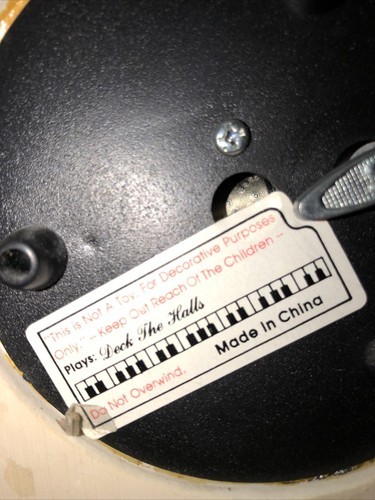 "This is Not A Toy. For Decorative Purposes
Only." -- Keep Out Reach Of The Children --
Plays: Deck The Halls
Do Not Overwind.
Made in China